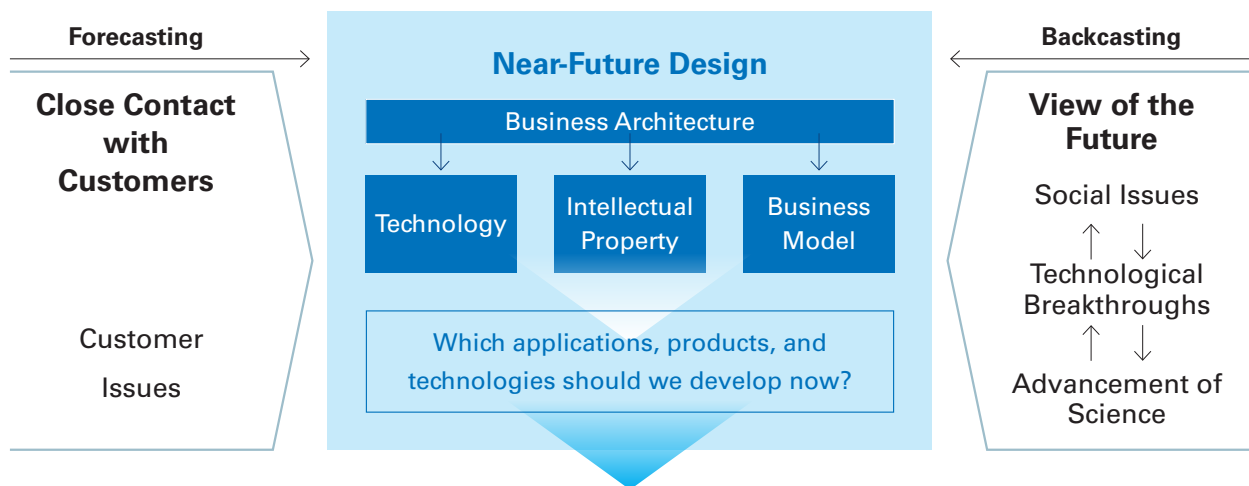 Forecasting
Close Contact
with
Customers
Customer
Issues
Near-Future Design
Business Architecture
Technology
Intellectual
Property
Business
Model
Which applications, products, and
technologies should we develop now?
Backcasting
View of the
Future
Social Issues
Technological
Breakthroughs
Advancement of
Science